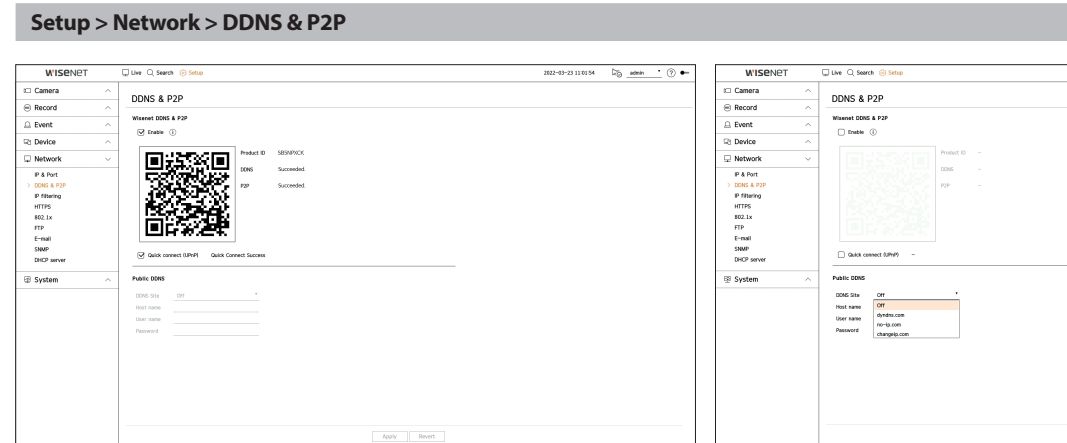 Setup > Network > DDNS & P2P
WISENET
Live Search Setup
2022-03-23 11:01:54 admin ?
Camera
Record
Event
Device
Network
IP & Port
> DDNS & P2P
IP filtering
HTTPS
802.1x
FTP
E-mail
SNMP
DHCP server
System
DDNS & P2P
Wisenet DDNS & P2P
Enable i
Product ID SBSNPXCK
DDNS Succeeded.
P2P Succeeded.
Quick connect (UPnP) Quick Connect Success
Public DDNS
DDNS Site Off
Host name
User name
Password
Apply Revert
WISENET
Live Search Setup
Camera
Record
Event
Device
Network
IP & Port
> DDNS & P2P
IP filtering
HTTPS
802.1x
FTP
E-mail
SNMP
DHCP server
System
DDNS & P2P
Wisenet DDNS & P2P
Enable i
Product ID -
DDNS -
P2P -
Quick connect (UPnP) -
Public DDNS
DDNS Site Off
Host name Off
User name dyndns.com
no-ip.com
Password changeip.com